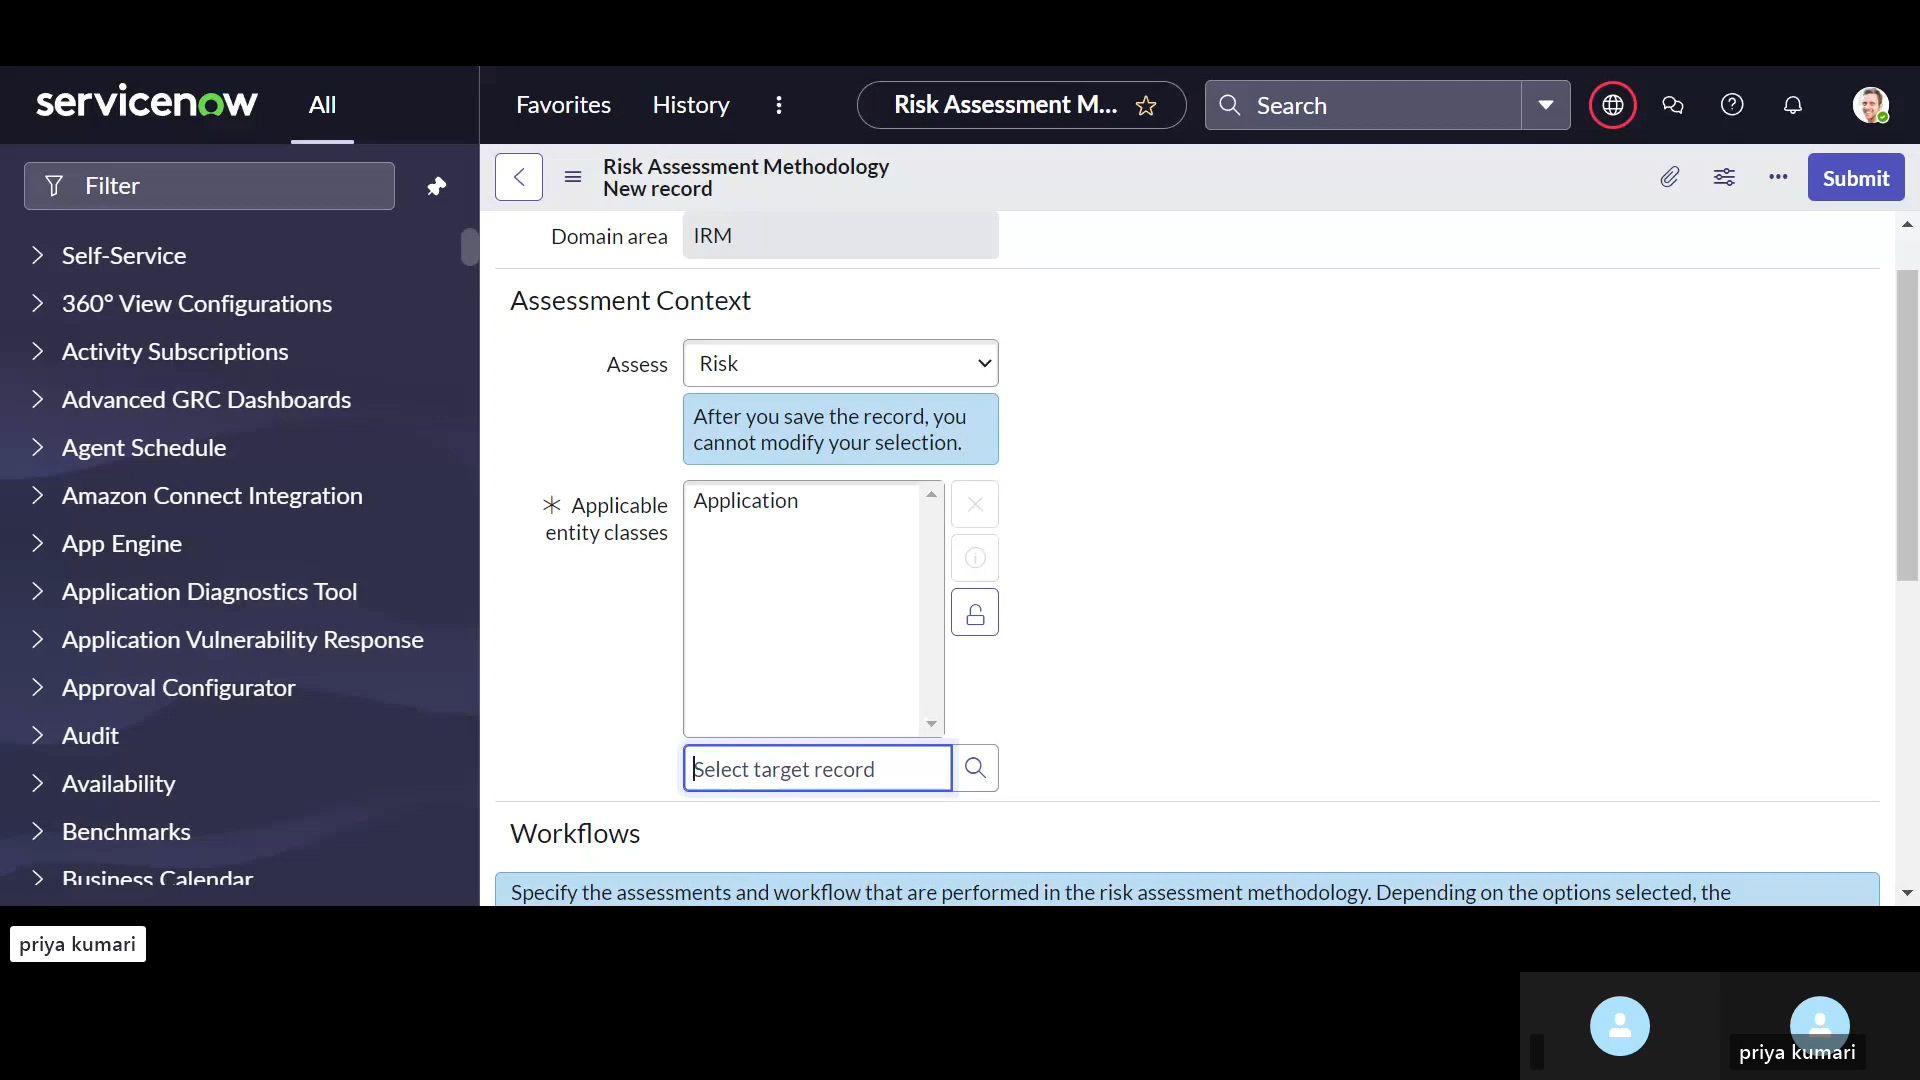 servicenow
All
Favorites
History
Risk Assessment M...
Search
Filter
Self-Service
360° View Configurations
Activity Subscriptions
Advanced GRC Dashboards
Agent Schedule
Amazon Connect Integration
App Engine
Application Diagnostics Tool
Application Vulnerability Response
Approval Configurator
Audit
Availability
Benchmarks
Business Calendar
Risk Assessment Methodology
New record
Submit
Domain area
IRM
Assessment Context
Assess
Risk
After you save the record, you
cannot modify your selection.
Applicable
entity classes
Application
Select target record
Workflows
Specify the assessments and workflow that are performed in the risk assessment methodology. Depending on the options selected, the
priya kumari
priya kumari